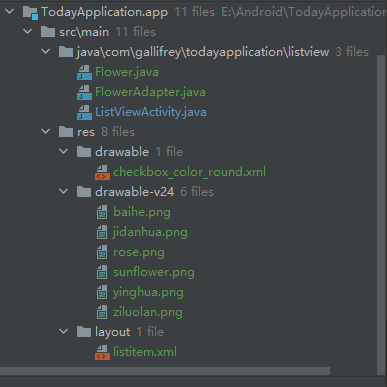 TodayApplication.app 11 files E:\Android\TodayApplication
src\main 11 files
java\com\gallifrey\todayapplication\listview 3 files
Flower.java
FlowerAdapter.java
ListViewActivity.java
res 8 files
drawable 1 file
checkbox_color_round.xml
drawable-v24 6 files
baihe.png
jidanhua.png
rose.png
sunflower.png
yinghua.png
ziluolan.png
layout 1 file
listitem.xml